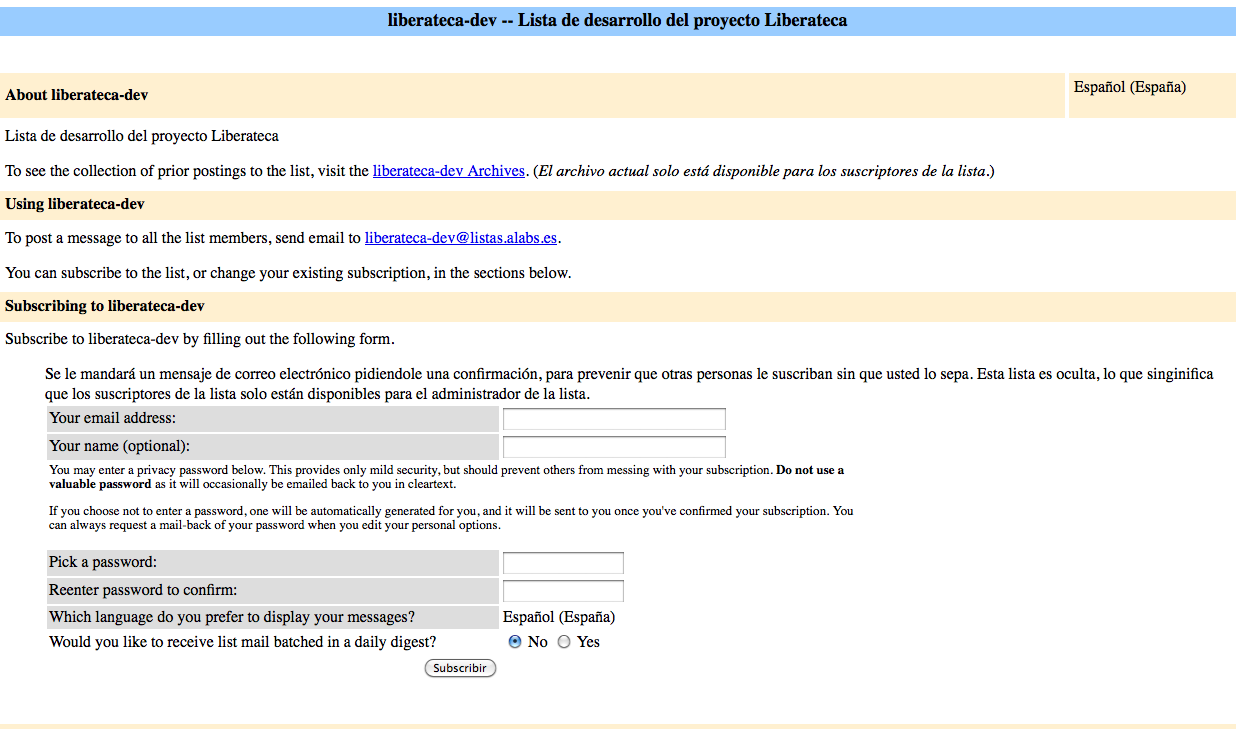 liberateca-dev -- Lista de desarrollo del proyecto Liberateca
About liberateca-dev
Español (España)
Lista de desarrollo del proyecto Liberateca
To see the collection of prior postings to the list, visit the liberateca-dev Archives. (El archivo actual solo está disponible para los suscriptores de la lista.)
Using liberateca-dev
To post a message to all the list members, send email to liberateca-dev@listas.alabs.es.
You can subscribe to the list, or change your existing subscription, in the sections below.
Subscribing to liberateca-dev
Subscribe to liberateca-dev by filling out the following form.
Se le mandará un mensaje de correo electrónico pidiendole una confirmación, para prevenir que otras personas le suscriban sin que usted lo sepa. Esta lista es oculta, lo que singinifica
que los suscriptores de la lista solo están disponibles para el administrador de la lista.
Your email address:
Your name (optional):
You may enter a privacy password below. This provides only mild security, but should prevent others from messing with your subscription. Do not use a
valuable password as it will occasionally be emailed back to you in cleartext.
If you choose not to enter a password, one will be automatically generated for you, and it will be sent to you once you've confirmed your subscription. You
can always request a mail-back of your password when you edit your personal options.
Pick a password:
Reenter password to confirm:
Which language do you prefer to display your messages? Español (España)
Would you like to receive list mail batched in a daily digest? No Yes
Subscribir